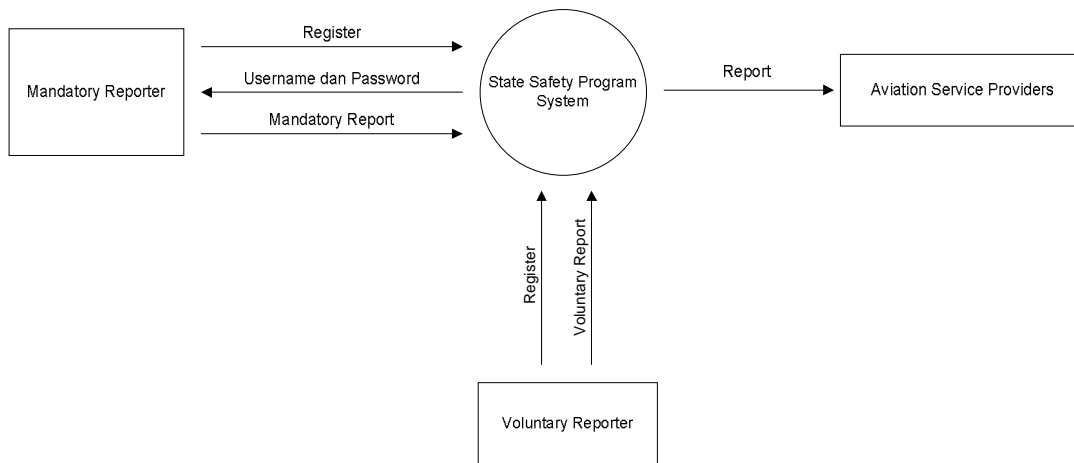 Register
Username dan Password
Mandatory Reporter
Mandatory Report
State Safety Program
System
Report
Aviation Service Providers
Register
Voluntary Report
Voluntary Reporter